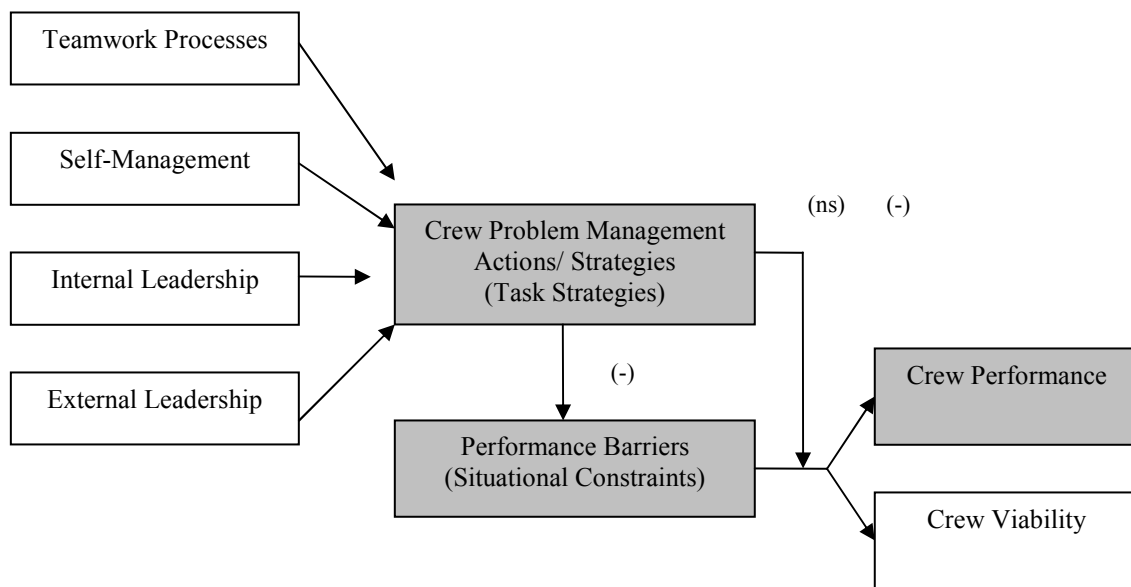 Teamwork Processes
Self-Management
Internal Leadership
External Leadership
Crew Problem Management
Actions/ Strategies
(Task Strategies)
(ns) (-)
(-)
Performance Barriers
(Situational Constraints)
Crew Performance
Crew Viability